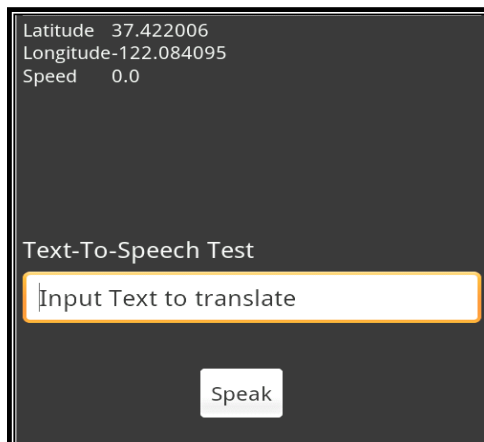 Latitude 37.422006
Longitude-122.084095
Speed 0.0
Text-To-Speech Test
Input Text to translate
Speak